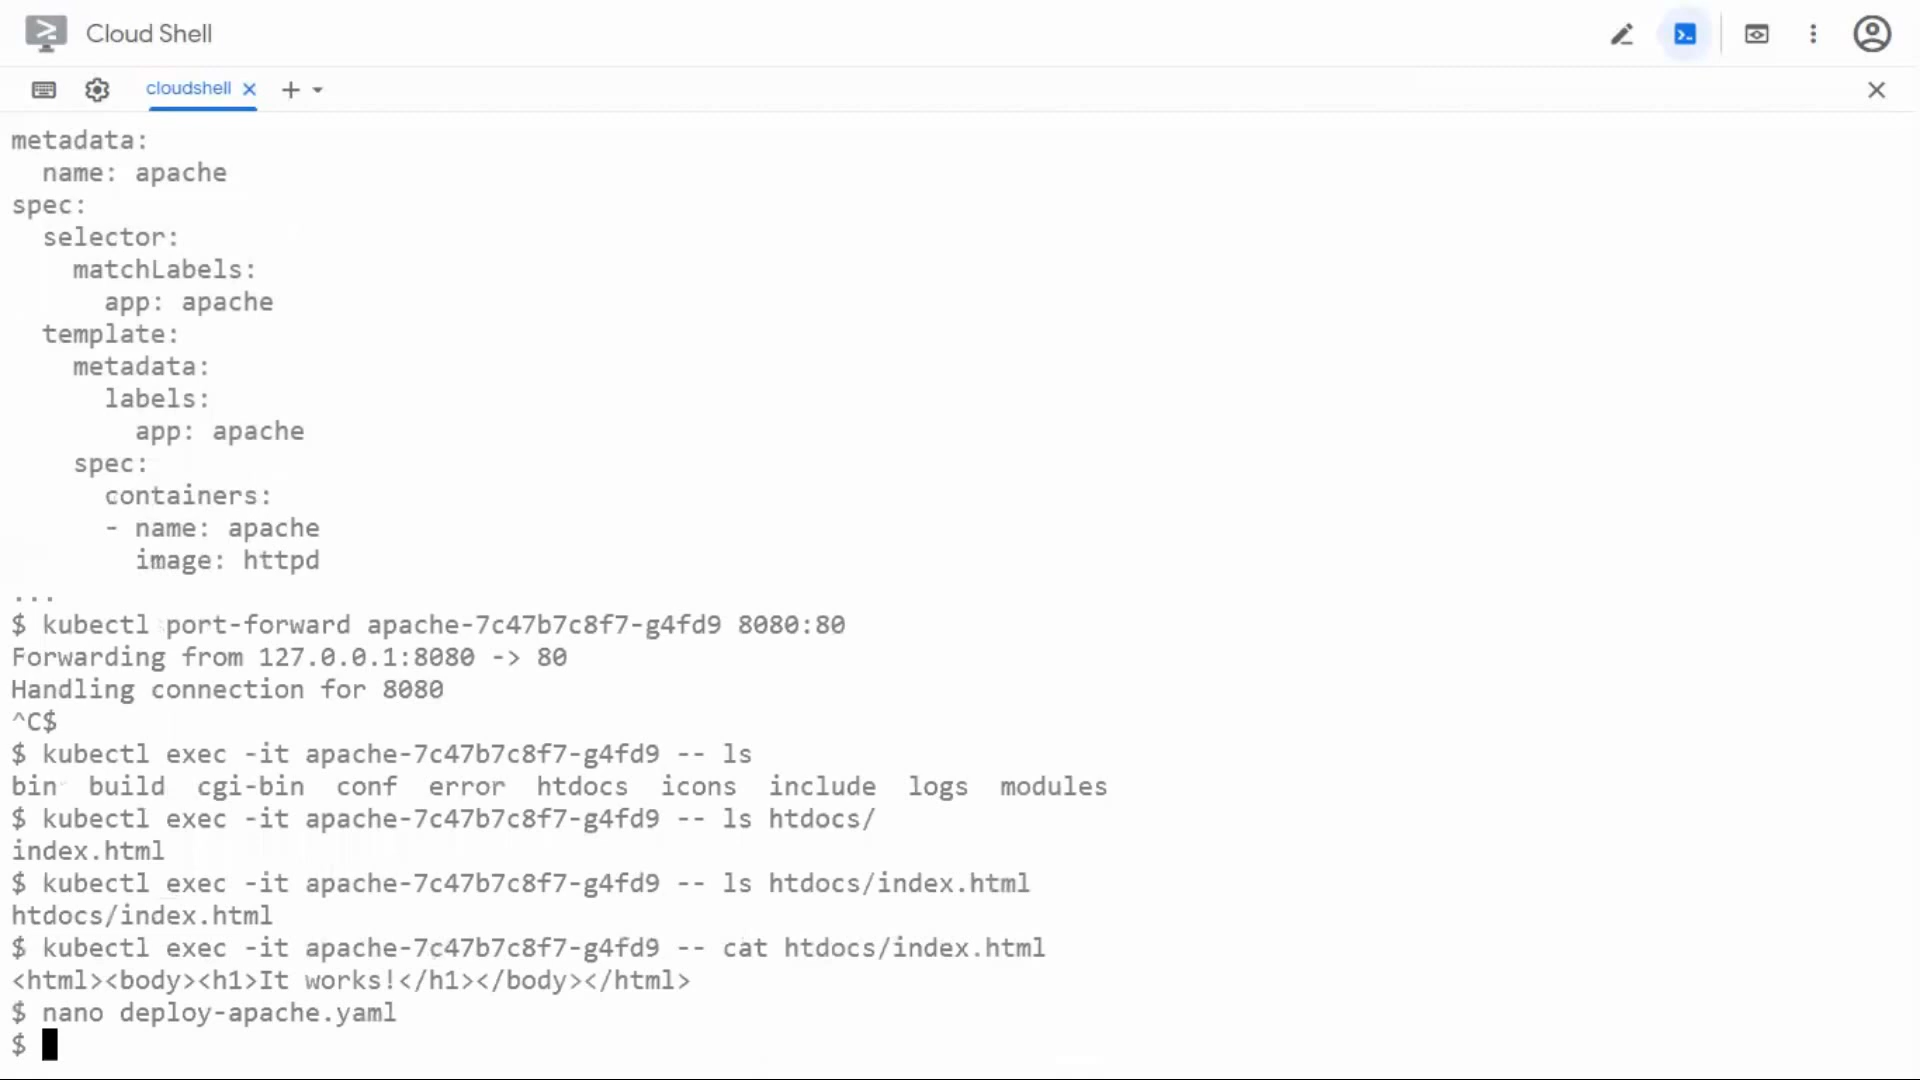 Cloud Shell
cloudshell
metadata:
  name: apache
spec:
  selector:
    matchLabels:
      app: apache
  template:
    metadata:
      labels:
        app: apache
    spec:
      containers:
      - name: apache
        image: httpd
...
$ kubectl port-forward apache-7c47b7c8f7-g4fd9 8080:80
Forwarding from 127.0.0.1:8080 -> 80
Handling connection for 8080
^C$
$ kubectl exec -it apache-7c47b7c8f7-g4fd9 -- ls
bin  build  cgi-bin  conf  error  htdocs  icons  include  logs  modules
$ kubectl exec -it apache-7c47b7c8f7-g4fd9 -- ls htdocs/
index.html
$ kubectl exec -it apache-7c47b7c8f7-g4fd9 -- ls htdocs/index.html
htdocs/index.html
$ kubectl exec -it apache-7c47b7c8f7-g4fd9 -- cat htdocs/index.html
<html><body><h1>It works!</h1></body></html>
$ nano deploy-apache.yaml
$